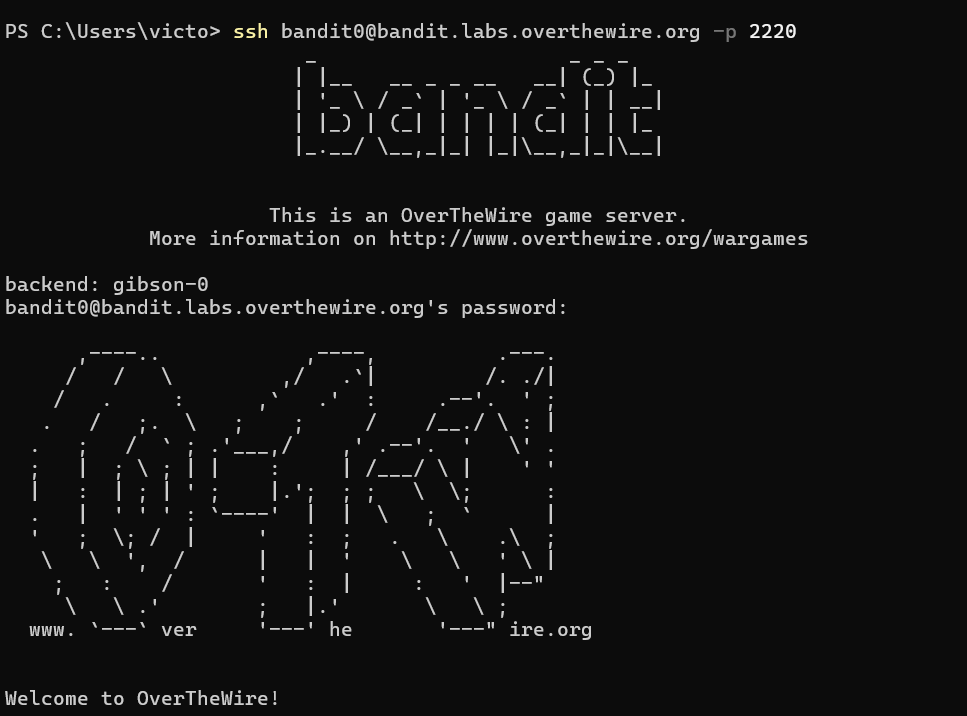 PS C:\Users\victo> ssh bandit0@bandit.labs.overthewire.org -p 2220
bandit
This is an OverTheWire game server.
More information on http://www.overthewire.org/wargames
backend: gibson-0
bandit0@bandit.labs.overthewire.org's password:
www. ver he ire.org
Welcome to OverTheWire!